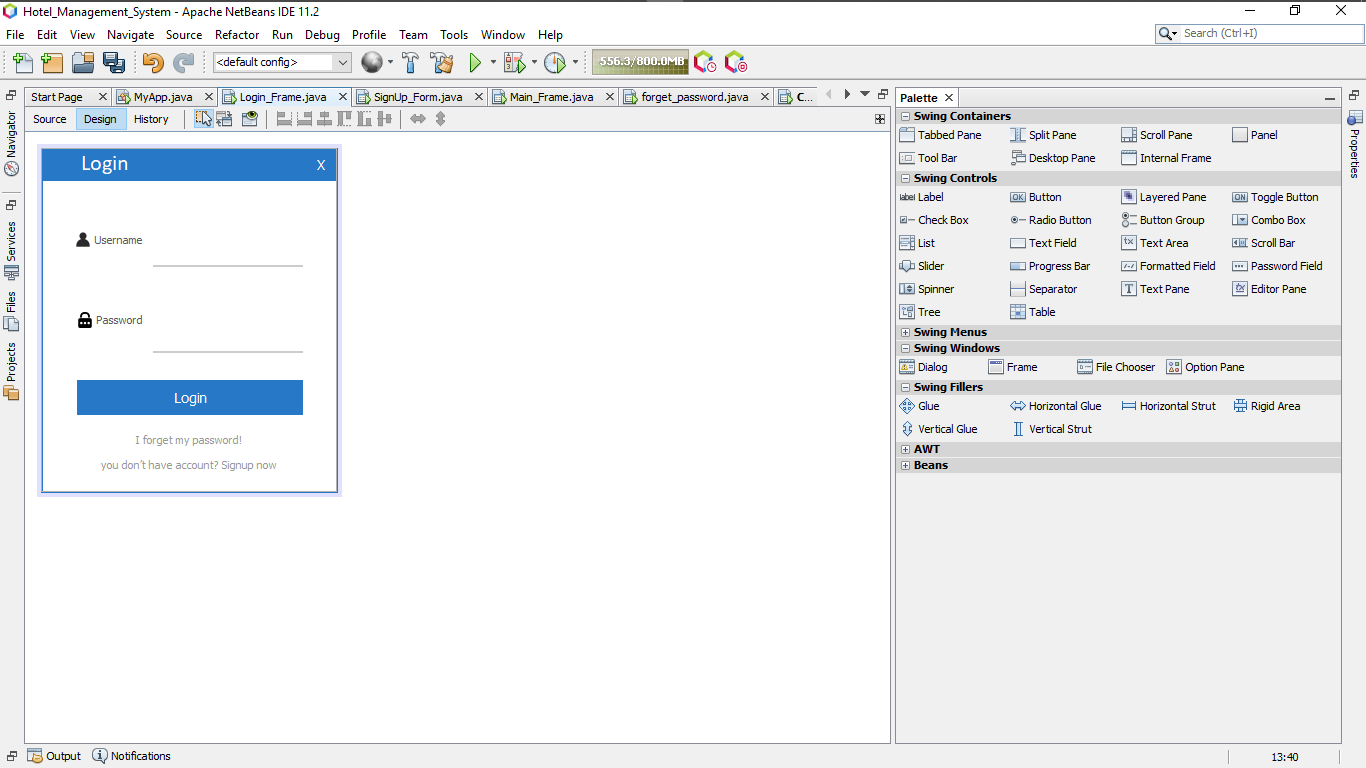 Hotel_Management_System - Apache NetBeans IDE 11.2
File Edit View Navigate Source Refactor Run Debug Profile Team Tools Window Help
Search (Ctrl+I)
<default config>
556.3/800.0MB
Start Page MyApp.java Login_Frame.java SignUp_Form.java Main_Frame.java forget_password.java C...
Source Design History
Navigator
Services
Files
Projects
Login X
Username
Password
Login
I forget my password!
you don't have account? Signup now
Palette
Swing Containers
Tabbed Pane Split Pane Scroll Pane Panel
Tool Bar Desktop Pane Internal Frame
Swing Controls
label Label OK Button Layered Pane ON Toggle Button
Check Box Radio Button Button Group Combo Box
List Text Field Text Area Scroll Bar
Slider Progress Bar Formatted Field Password Field
Spinner Separator Text Pane Editor Pane
Tree Table
Swing Menus
Swing Windows
Dialog Frame File Chooser Option Pane
Swing Fillers
Glue Horizontal Glue Horizontal Strut Rigid Area
Vertical Glue Vertical Strut
AWT
Beans
Properties
Output Notifications
13:40